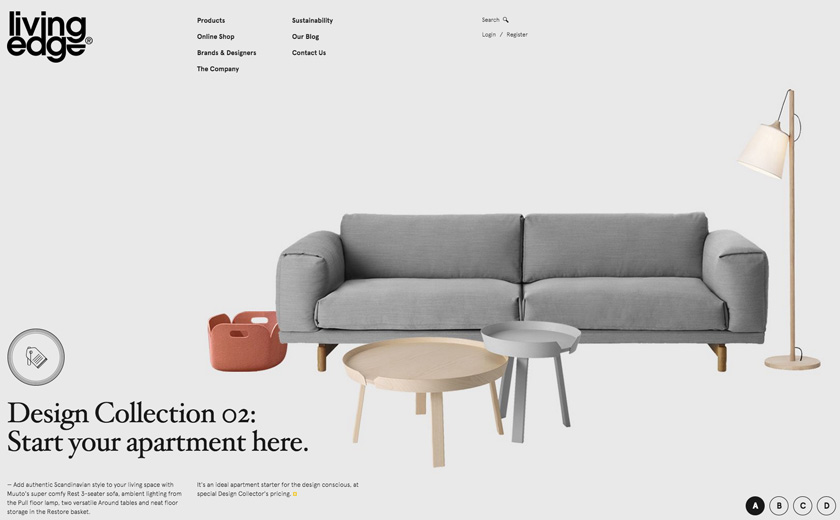 living
edge®
Products
Online Shop
Brands & Designers
The Company
Sustainability
Our Blog
Contact Us
Search
Login / Register
Design Collection 02:
Start your apartment here.
— Add authentic Scandinavian style to your living space with
Muuto's super comfy Rest 3-seater sofa, ambient lighting from
the Pull floor lamp, two versatile Around tables and neat floor
storage in the Restore basket.
It's an ideal apartment starter for the design conscious, at
special Design Collector's pricing.
A B C D